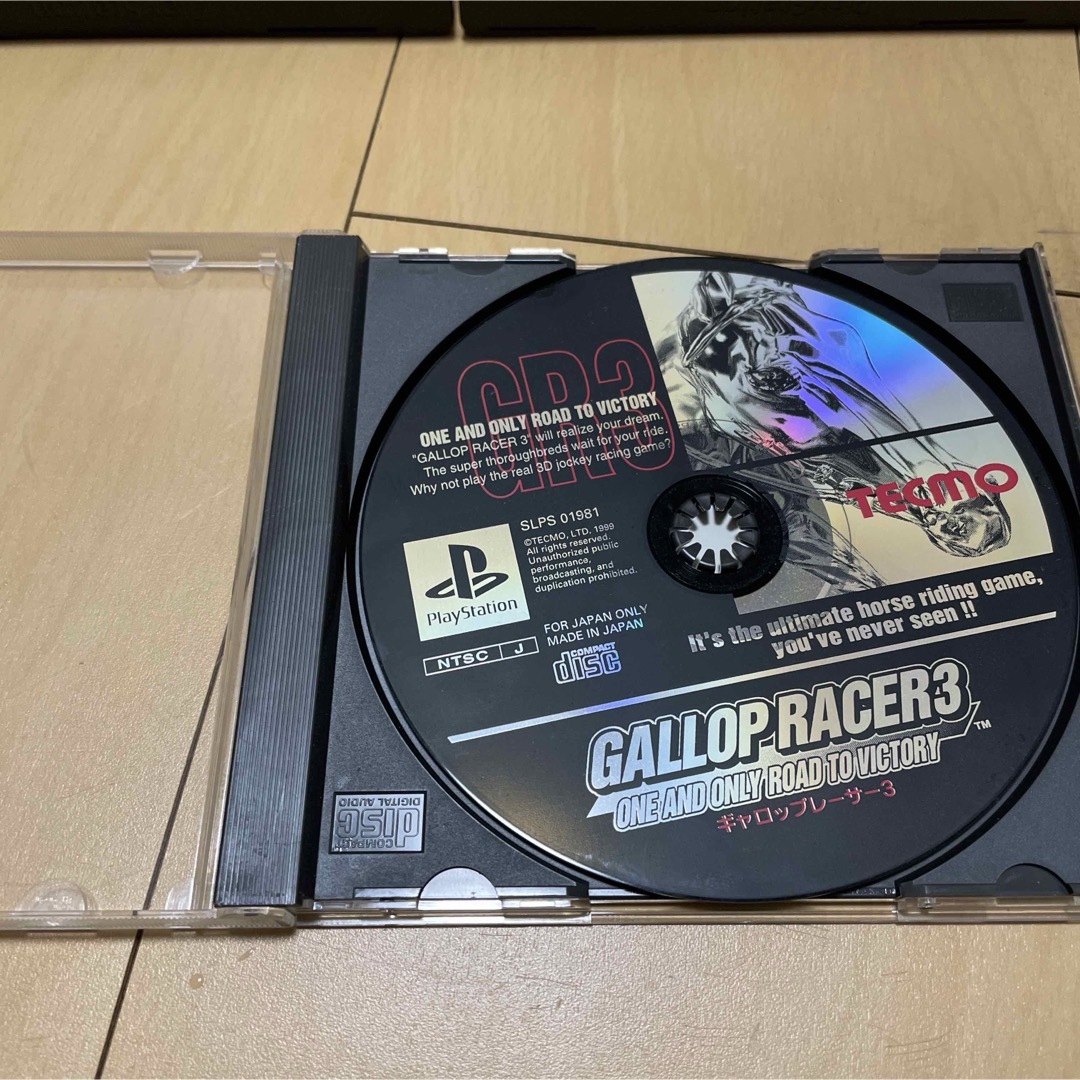 GR3
ONE AND ONLY ROAD TO VICTORY
"GALLOP RACER 3" will realize your dream.
The super thoroughbreds wait for your ride.
Why not play the real 3D jockey racing game?
TECMO
SLPS 01981
©TECMO, LTD. 1999
All rights reserved.
Unauthorized public
performance,
broadcasting, and
duplication prohibited.
PlayStation
NTSC J
FOR JAPAN ONLY
MADE IN JAPAN
COMPACT
disc
It's the ultimate horse riding game,
you've never seen !!
GALLOP RACER3
TM
ONE AND ONLY ROAD TO VICTORY
ギャロップレーサー3
COMPACT
disc
DIGITAL AUDIO